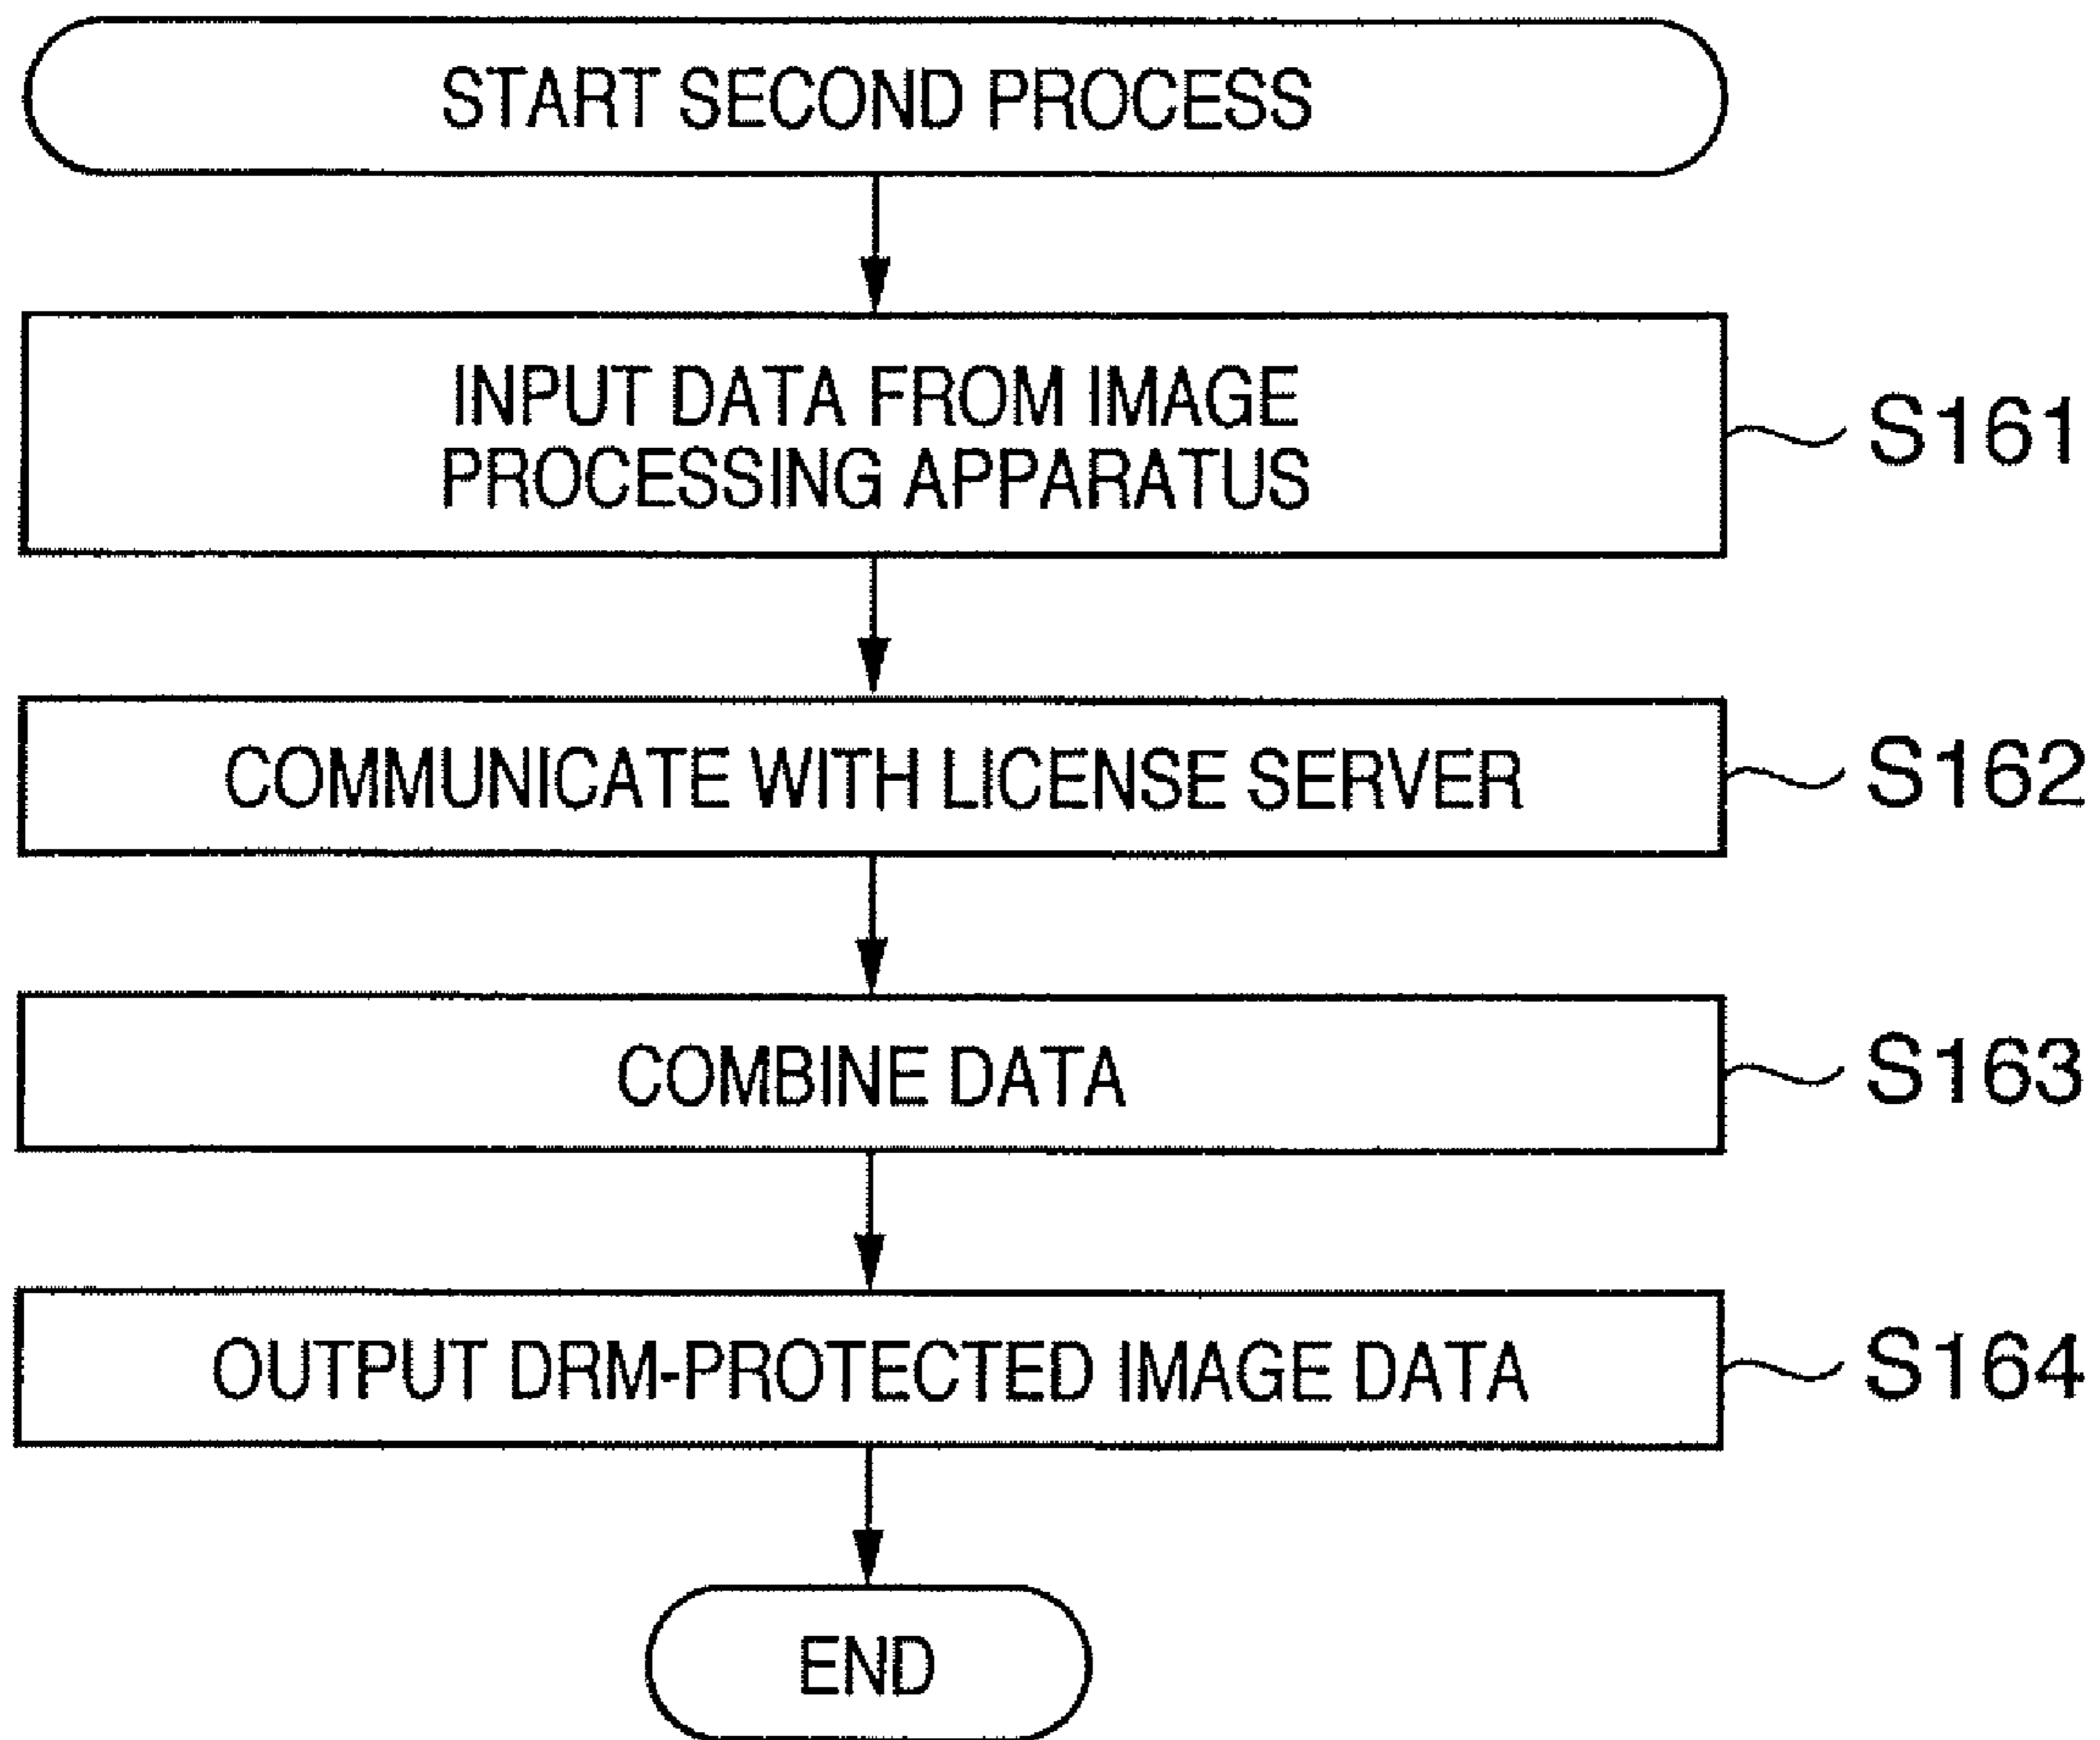 START SECOND PROCESS
INPUT DATA FROM IMAGE
PROCESSING APPARATUS
S161
COMMUNICATE WITH LICENSE SERVER
S162
COMBINE DATA
S163
OUTPUT DRM-PROTECTED IMAGE DATA
S164
END